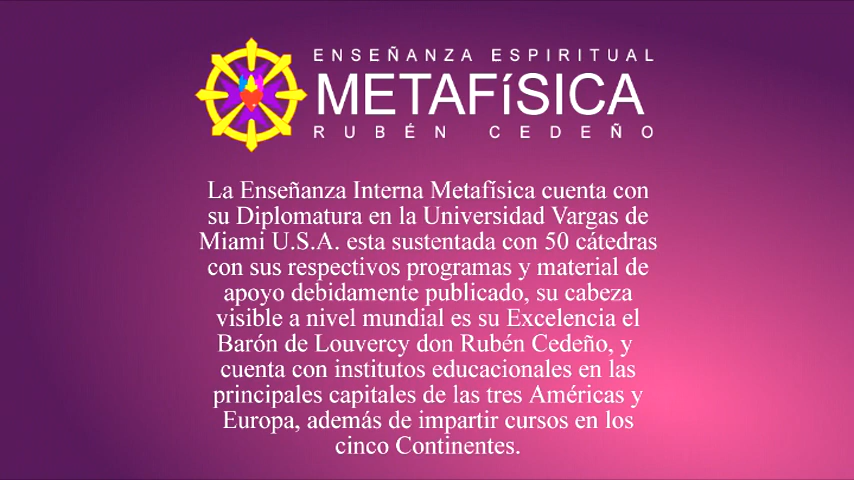 ENSEÑANZA ESPIRITUAL
METAFíSICA
RUBÉN CEDEÑO
La Enseñanza Interna Metafísica cuenta con
su Diplomatura en la Universidad Vargas de
Miami U.S.A. esta sustentada con 50 cátedras
con sus respectivos programas y material de
apoyo debidamente publicado, su cabeza
visible a nivel mundial es su Excelencia el
Barón de Louvercy don Rubén Cedeño, y
cuenta con institutos educacionales en las
principales capitales de las tres Américas y
Europa, además de impartir cursos en los
cinco Continentes.